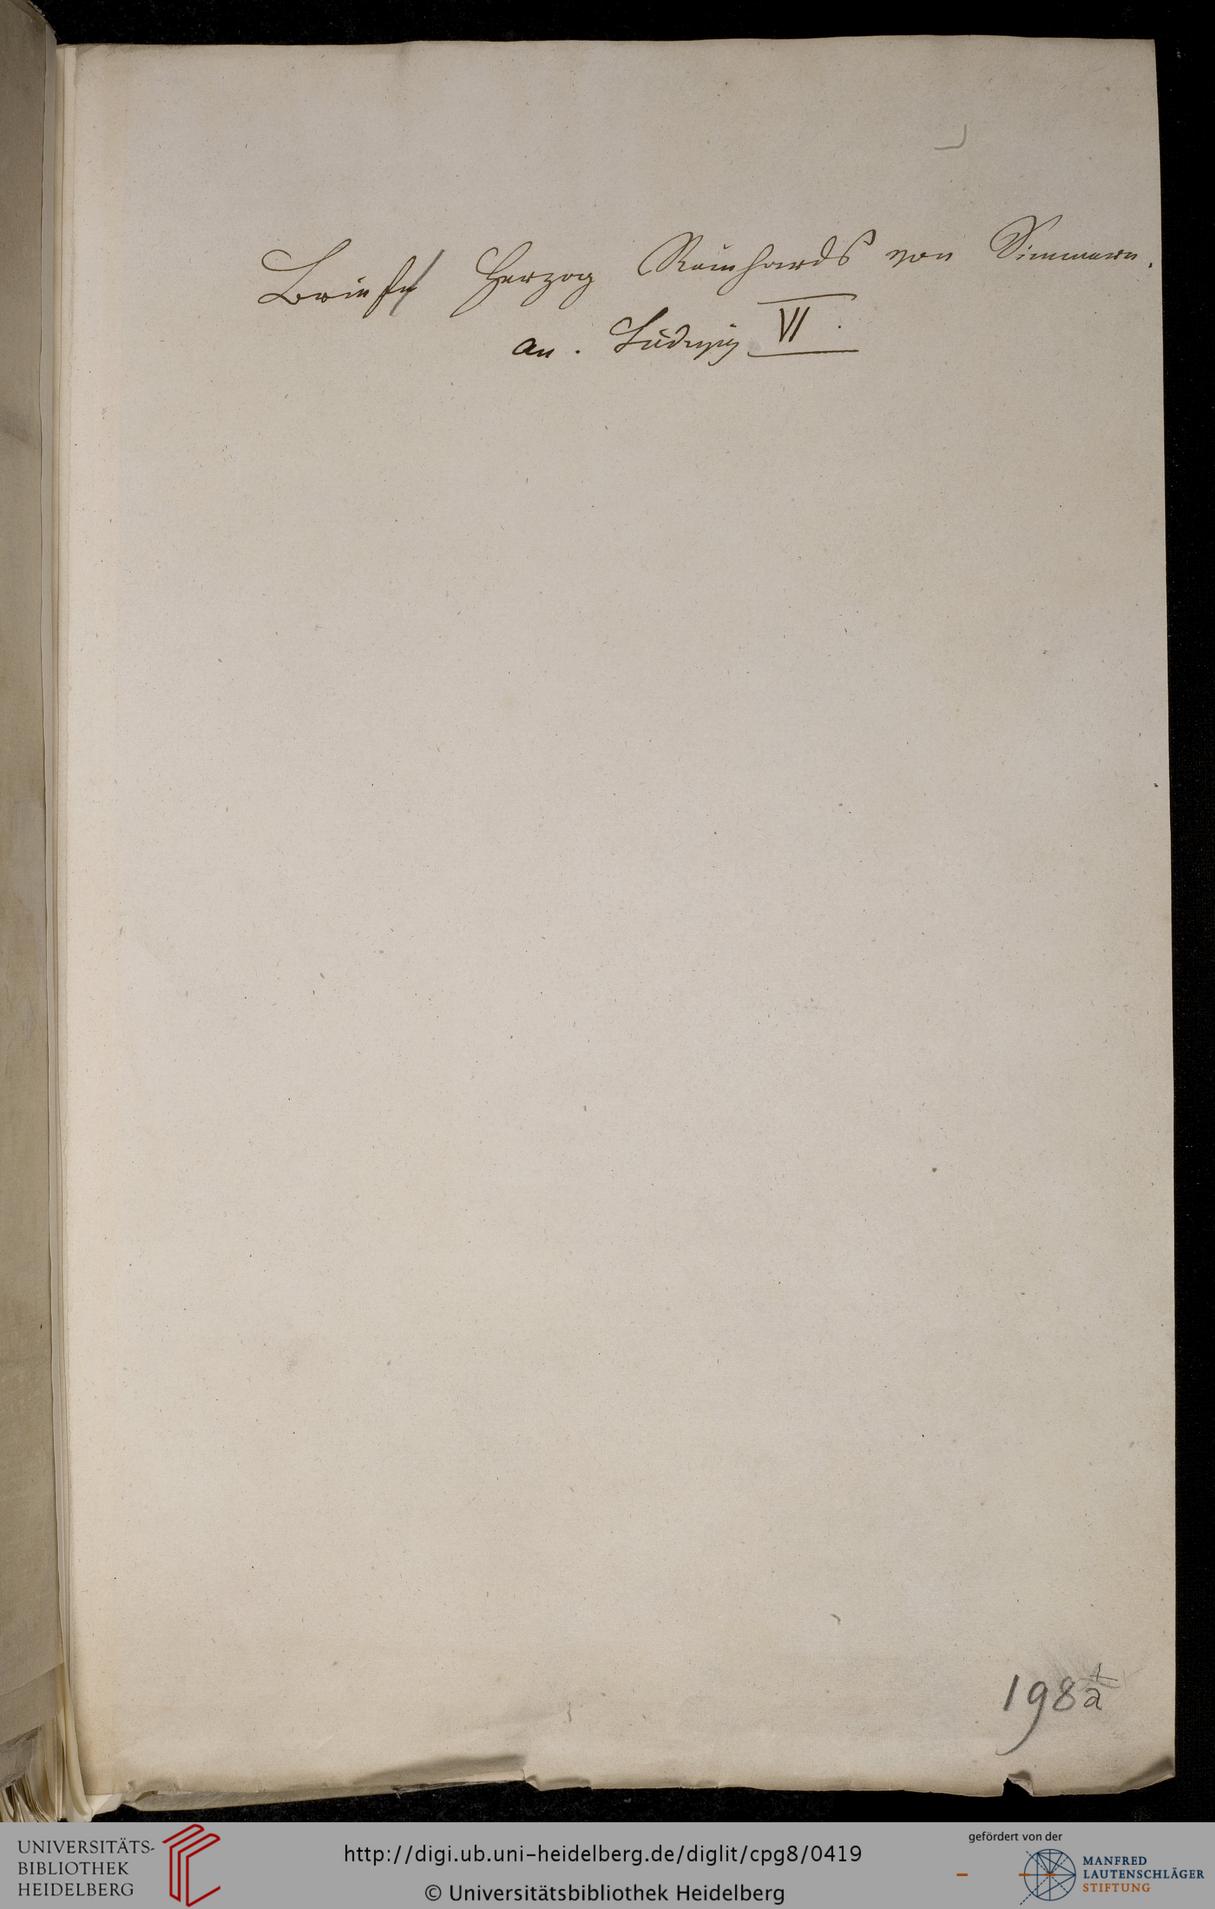 Briefe Herzog Reinhards von Simmern.
an. Ludwig VI.
198a
UNIVERSITÄTS-
BIBLIOTHEK
HEIDELBERG
http://digi.ub.uni-heidelberg.de/diglit/cpg8/0419
© Universitätsbibliothek Heidelberg
gefördert von der
MANFRED
LAUTENSCHLÄGER
STIFTUNG